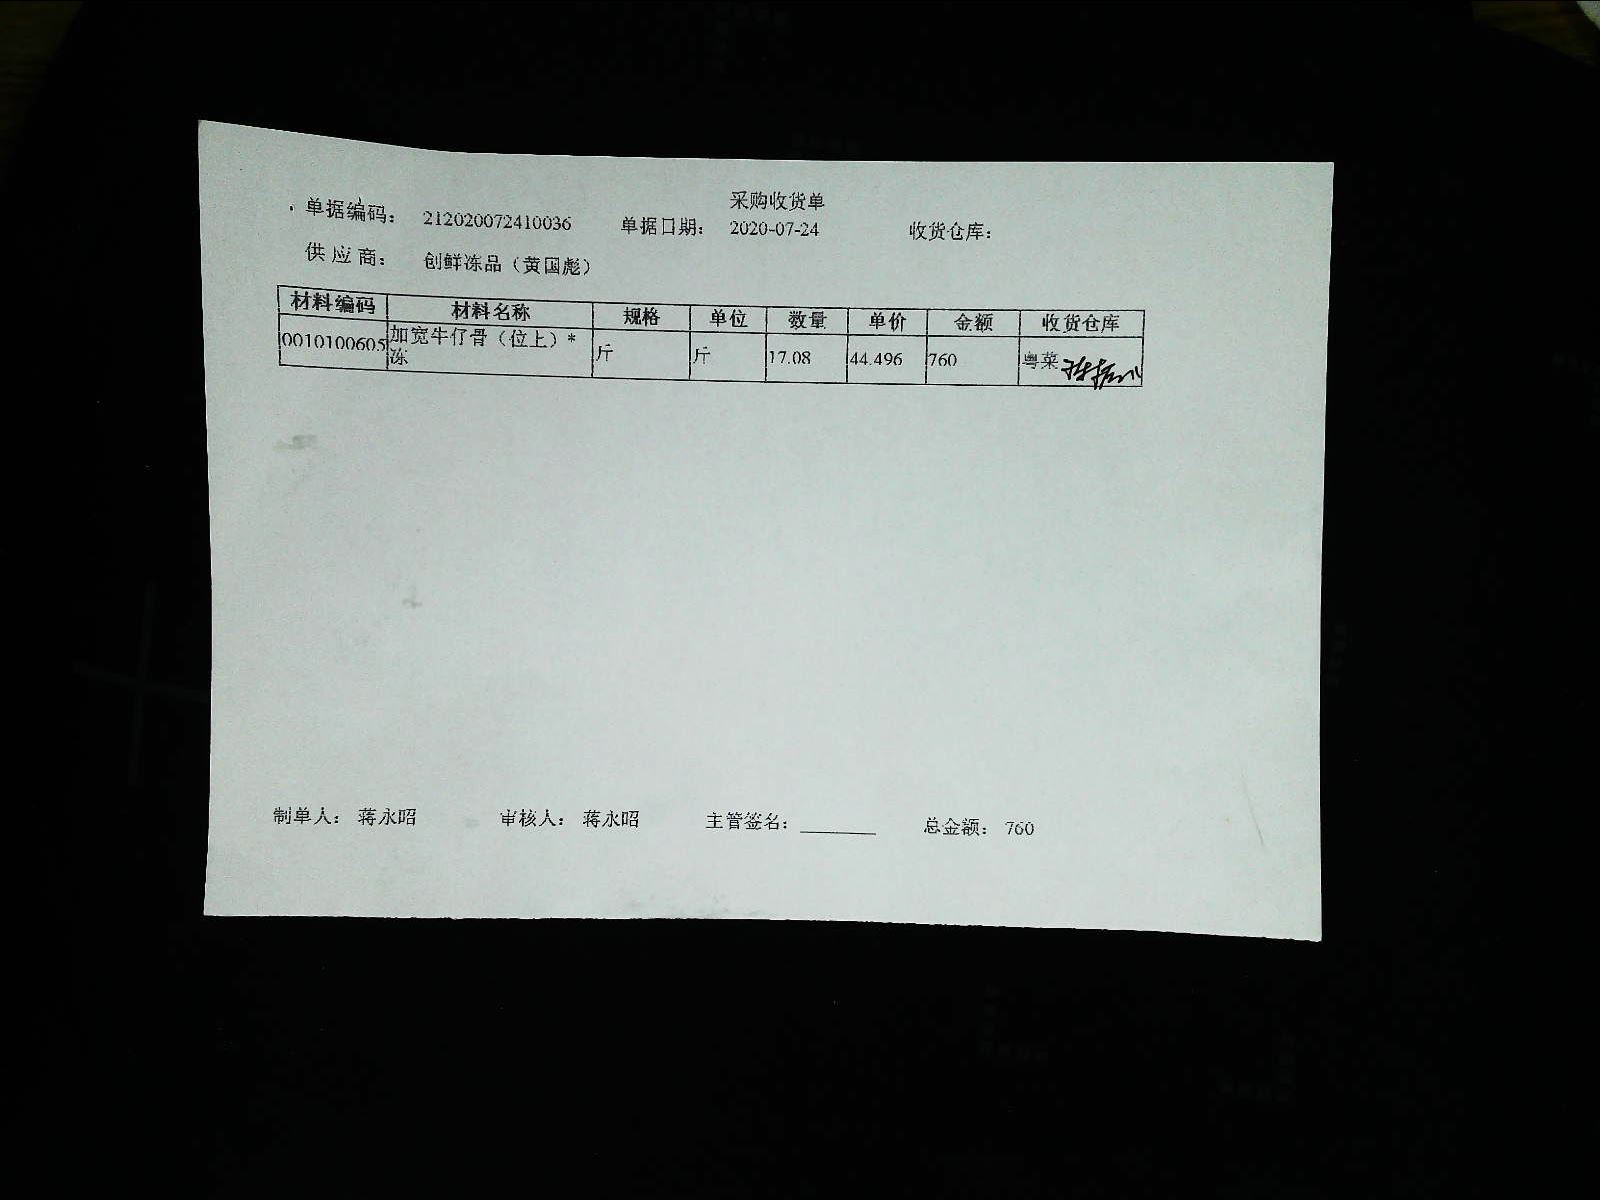 采购收货单
单据编码： 212020072410036 单据日期： 2020-07-24 收货仓库：
供应商： 创鲜冻品（黄国彪）
材料编码 材料名称 规格 单位 数量 单价 金额 收货仓库
0010100605 加宽牛仔骨（位上）*冻 斤 斤 17.08 44.496 760 粤菜
制单人： 蒋永昭 审核人： 蒋永昭 主管签名： 总金额： 760